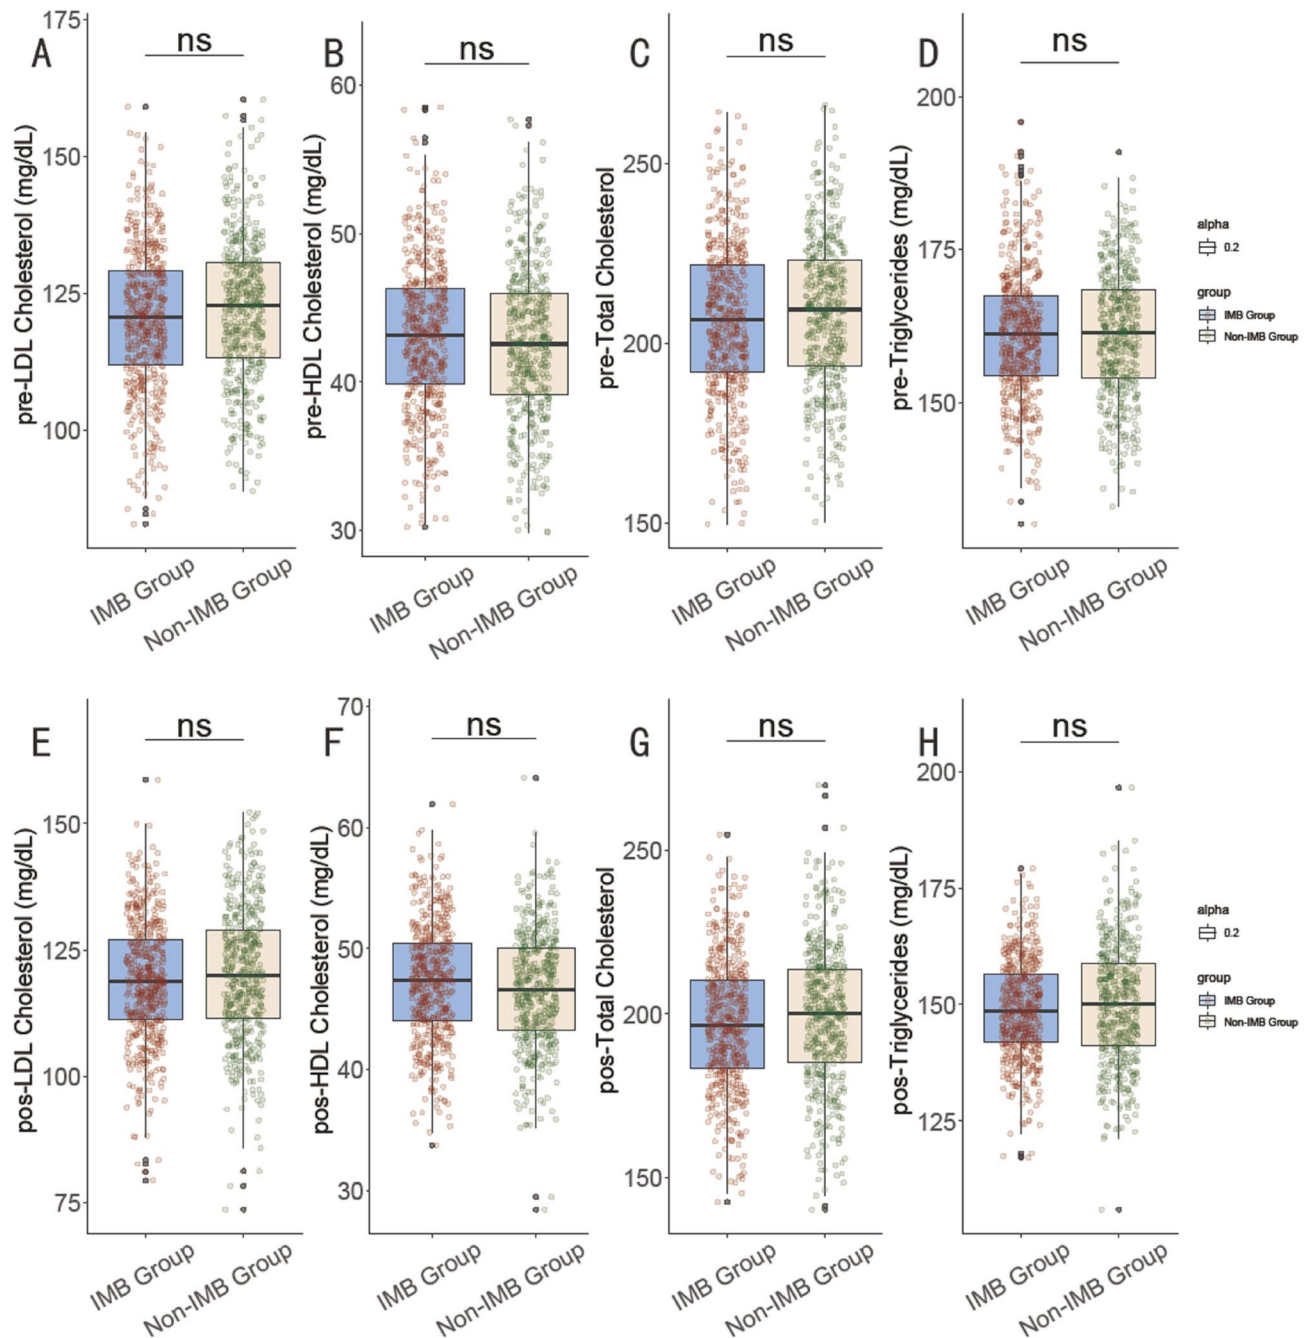 A
ns
pre-LDL Cholesterol (mg/dL)
175
150
125
100
IMB Group
Non-IMB Group
B
ns
pre-HDL Cholesterol (mg/dL)
60
50
40
30
IMB Group
Non-IMB Group
C
ns
pre-Total Cholesterol
250
200
150
IMB Group
Non-IMB Group
D
ns
pre-Triglycerides (mg/dL)
200
175
150
IMB Group
Non-IMB Group
alpha
0.2
group
IMB Group
Non-IMB Group
E
ns
pos-LDL Cholesterol (mg/dL)
150
125
100
75
IMB Group
Non-IMB Group
F
ns
pos-HDL Cholesterol (mg/dL)
70
60
50
40
30
IMB Group
Non-IMB Group
G
ns
pos-Total Cholesterol
250
200
150
IMB Group
Non-IMB Group
H
ns
pos-Triglycerides (mg/dL)
200
175
150
125
IMB Group
Non-IMB Group
alpha
0.2
group
IMB Group
Non-IMB Group